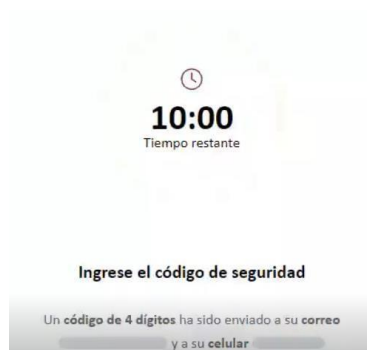 10:00
Tiempo restante
Ingrese el código de seguridad
Un código de 4 dígitos ha sido enviado a su correo
y a su celular